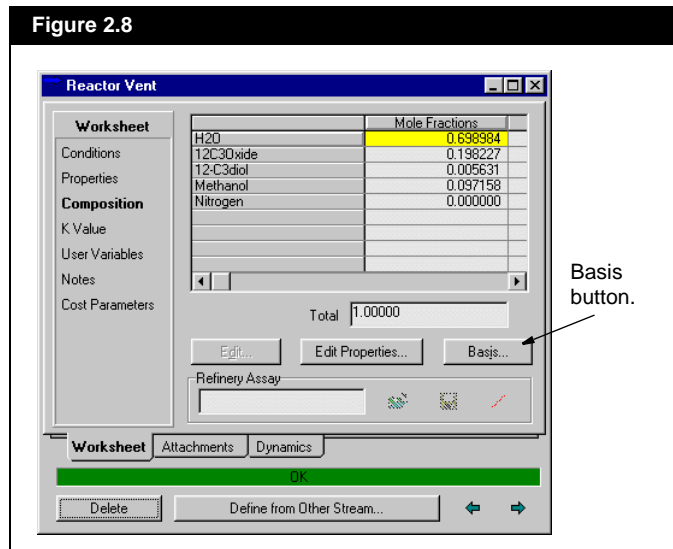 Figure 2.8
Reactor Vent
Worksheet
Conditions
Properties
Composition
K Value
User Variables
Notes
Cost Parameters
Mole Fractions
H2O 0.698984
12C3Oxide 0.198227
12-C3diol 0.005631
Methanol 0.097158
Nitrogen 0.000000
Total 1.00000
Edit... Edit Properties... Basis...
Refinery Assay
Basis
button.
Worksheet Attachments Dynamics
OK
Delete Define from Other Stream...